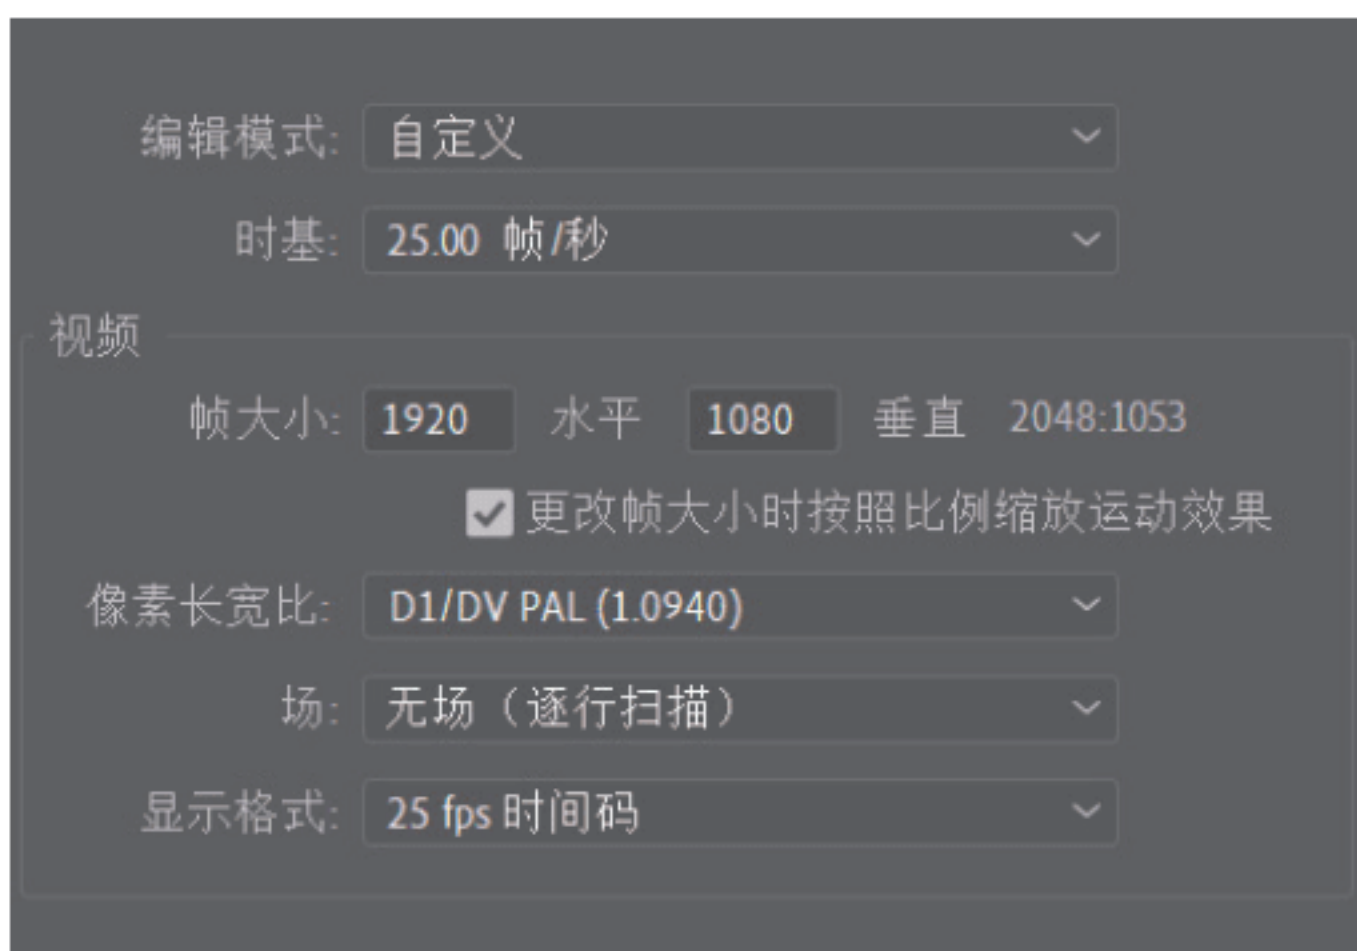 编辑模式: 自定义
时基: 25.00 帧/秒
视频
帧大小: 1920 水平 1080 垂直 2048:1053
更改帧大小时按照比例缩放运动效果
像素长宽比: D1/DV PAL (1.0940)
场: 无场（逐行扫描）
显示格式: 25 fps 时间码